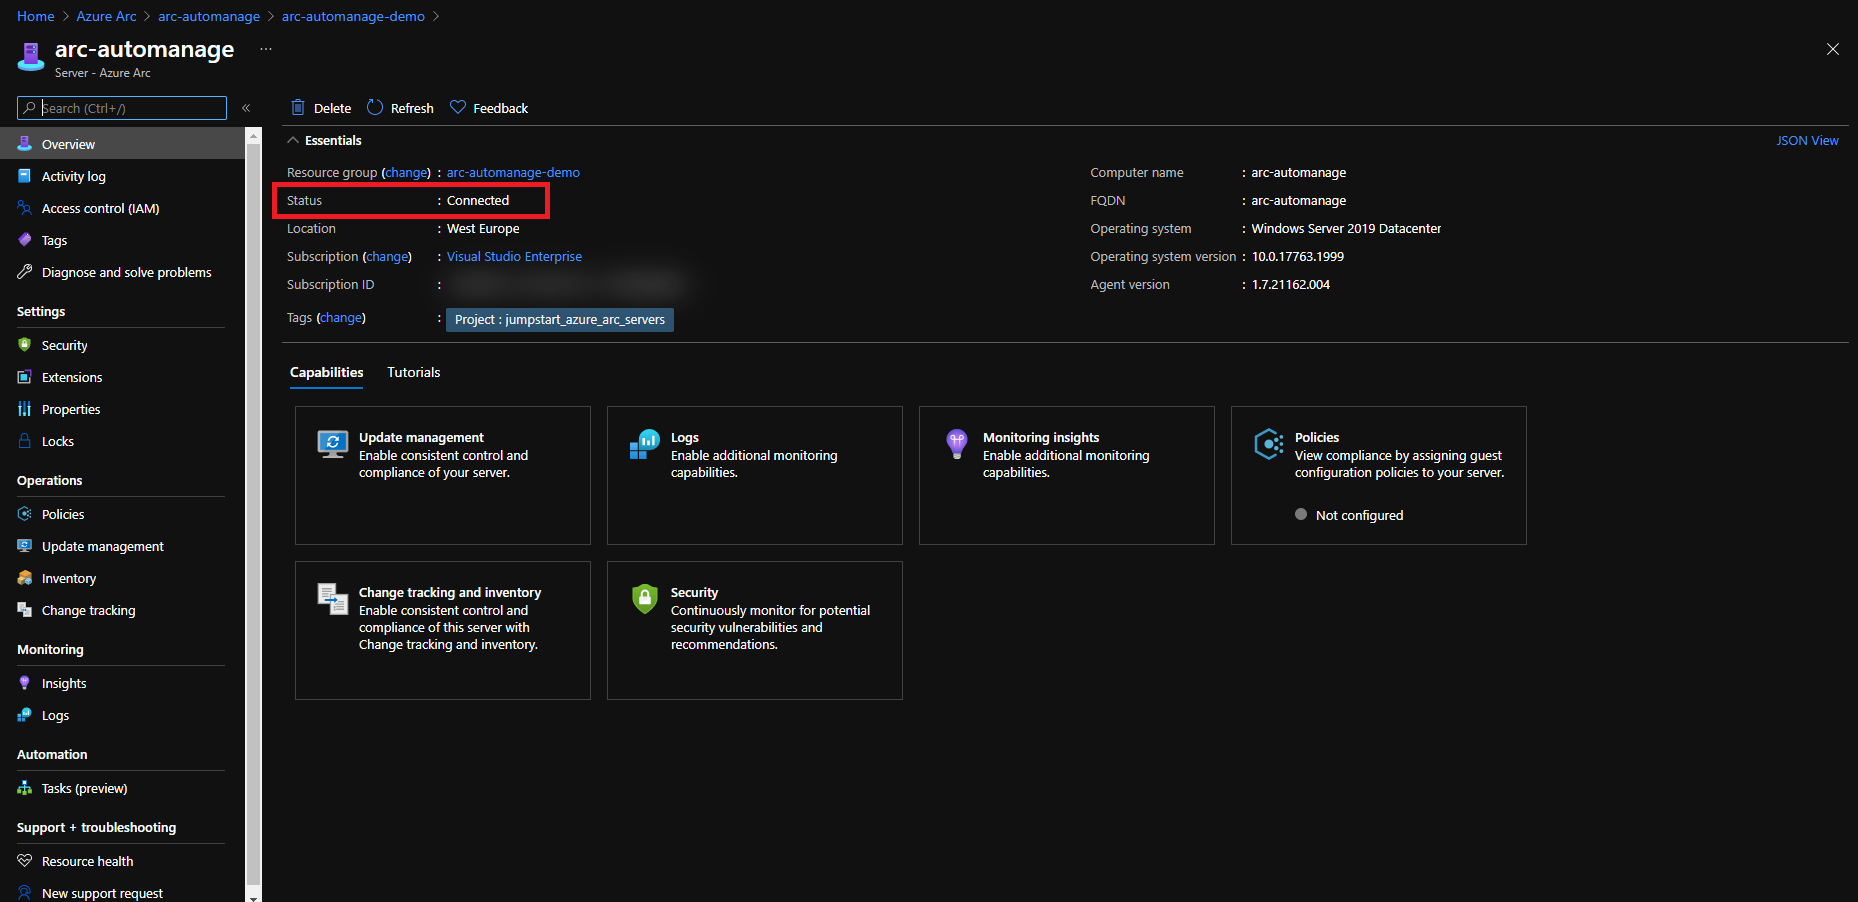 Home > Azure Arc > arc-automanage > arc-automanage-demo >
arc-automanage ...
Server - Azure Arc
Search (Ctrl+/) «
Overview
Activity log
Access control (IAM)
Tags
Diagnose and solve problems
Settings
Security
Extensions
Properties
Locks
Operations
Policies
Update management
Inventory
Change tracking
Monitoring
Insights
Logs
Automation
Tasks (preview)
Support + troubleshooting
Resource health
New support request
Delete Refresh Feedback
Essentials JSON View
Resource group (change) : arc-automanage-demo
Status : Connected
Location : West Europe
Subscription (change) : Visual Studio Enterprise
Subscription ID :
Tags (change) : Project : jumpstart_azure_arc_servers
Computer name : arc-automanage
FQDN : arc-automanage
Operating system : Windows Server 2019 Datacenter
Operating system version : 10.0.17763.1999
Agent version : 1.7.21162.004
Capabilities Tutorials
Update management
Enable consistent control and
compliance of your server.
Logs
Enable additional monitoring
capabilities.
Monitoring insights
Enable additional monitoring
capabilities.
Policies
View compliance by assigning guest
configuration policies to your server.
Not configured
Change tracking and inventory
Enable consistent control and
compliance of this server with
Change tracking and inventory.
Security
Continuously monitor for potential
security vulnerabilities and
recommendations.